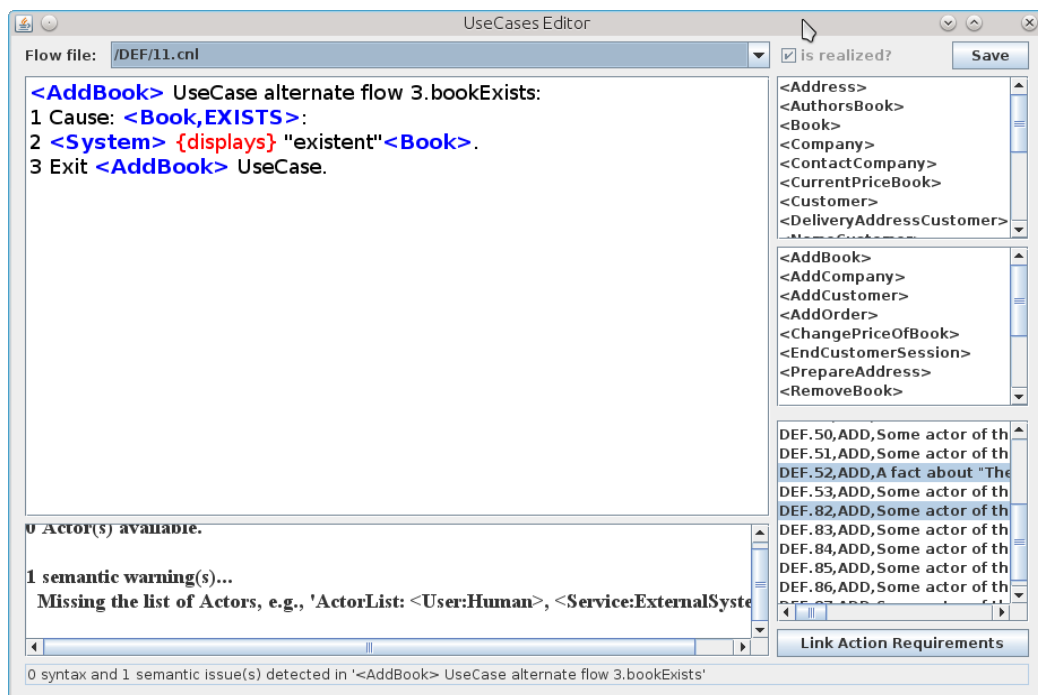 UseCases Editor
Flow file: /DEF/11.cnl
is realized?
Save
<AddBook> UseCase alternate flow 3.bookExists:
1 Cause: <Book,EXISTS>:
2 <System> {displays} "existent"<Book>.
3 Exit <AddBook> UseCase.
<Address>
<AuthorsBook>
<Book>
<Company>
<ContactCompany>
<CurrentPriceBook>
<Customer>
<DeliveryAddressCustomer>
<NameCustomer>
<AddBook>
<AddCompany>
<AddCustomer>
<AddOrder>
<ChangePriceOfBook>
<EndCustomerSession>
<PrepareAddress>
<RemoveBook>
DEF.50,ADD,Some actor of th
DEF.51,ADD,Some actor of th
DEF.52,ADD,A fact about "The
DEF.53,ADD,Some actor of th
DEF.82,ADD,Some actor of th
DEF.83,ADD,Some actor of th
DEF.84,ADD,Some actor of th
DEF.85,ADD,Some actor of th
DEF.86,ADD,Some actor of th
Link Action Requirements
0 Actor(s) available.
1 semantic warning(s)...
Missing the list of Actors, e.g., 'ActorList: <User:Human>, <Service:ExternalSyste
0 syntax and 1 semantic issue(s) detected in '<AddBook> UseCase alternate flow 3.bookExists'